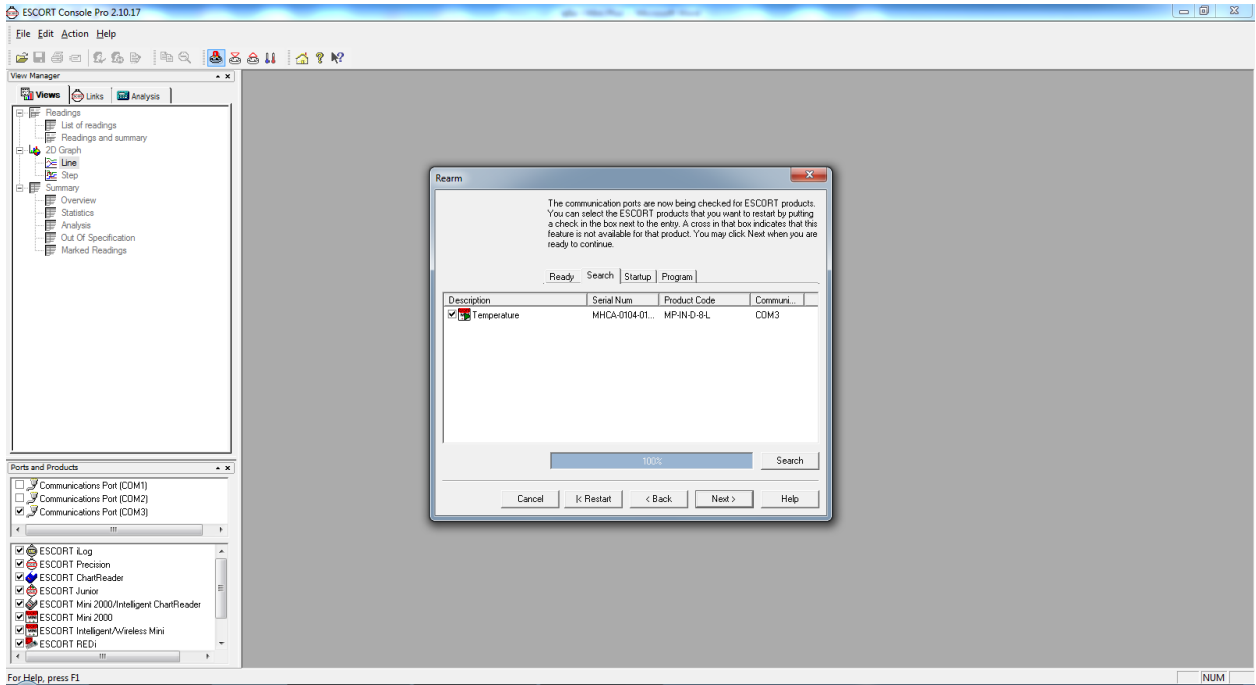 ESCORT Console Pro 2.10.17
File Edit Action Help
View Manager
Views Links Analysis
Readings
List of readings
Readings and summary
2D Graph
Line
Step
Summary
Overview
Statistics
Analysis
Out Of Specification
Marked Readings
Rearm
The communication ports are now being checked for ESCORT products.
You can select the ESCORT products that you want to restart by putting
a check in the box next to the entry. A cross in that box indicates that this
feature is not available for that product. You may click Next when you are
ready to continue.
Ready Search Startup Program
Description Serial Num Product Code Communi...
Temperature MHCA-0104-01... MP-IN-D-8-L COM3
100% Search
Cancel |< Restart < Back Next > Help
Ports and Products
Communications Port (COM1)
Communications Port (COM2)
Communications Port (COM3)
ESCORT iLog
ESCORT Precision
ESCORT ChartReader
ESCORT Junior
ESCORT Mini 2000/Intelligent ChartReader
ESCORT Mini 2000
ESCORT Intelligent/Wireless Mini
ESCORT REDi
For Help, press F1
NUM